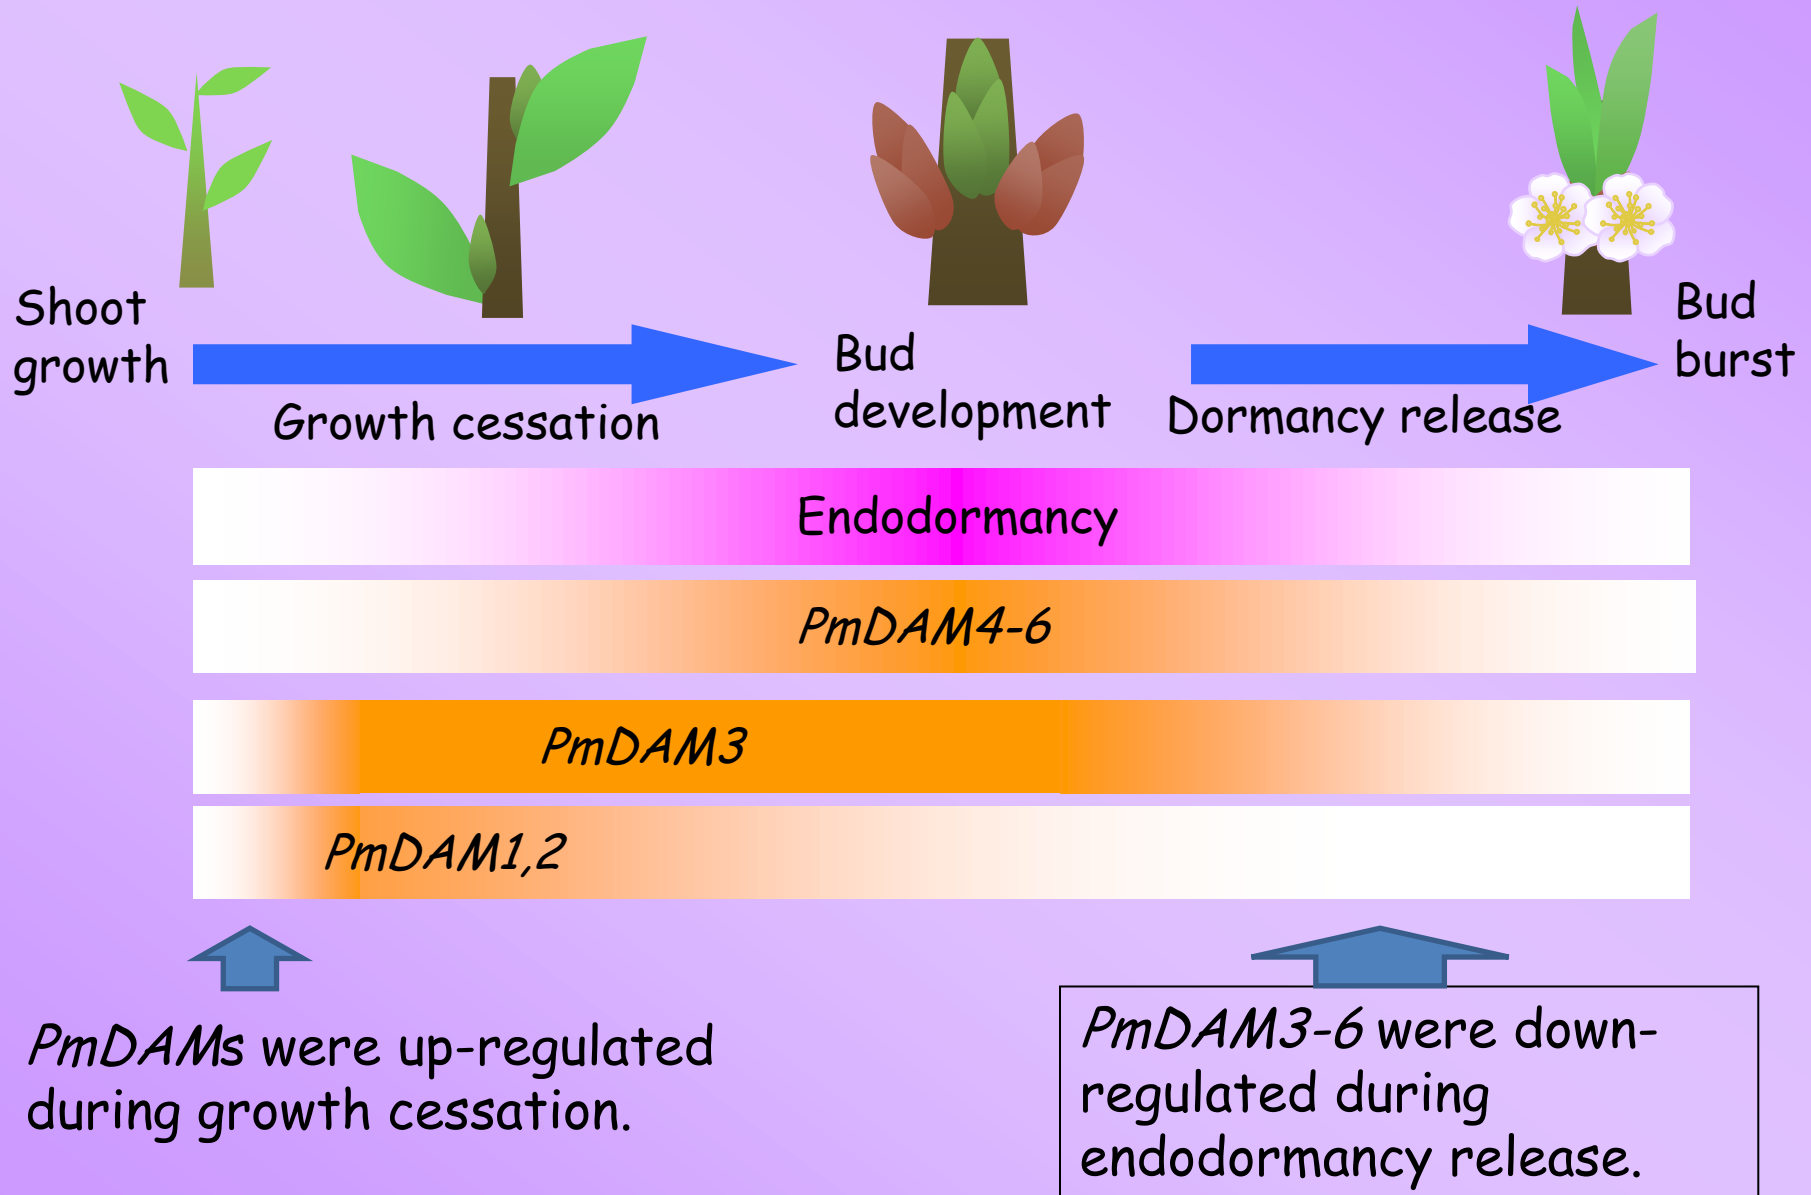 Shoot
growth
Growth cessation
Bud
development
Dormancy release
Bud
burst
Endodormancy
PmDAM4-6
PmDAM3
PmDAM1,2
PmDAMs were up-regulated
during growth cessation.
PmDAM3-6 were down-
regulated during
endodormancy release.